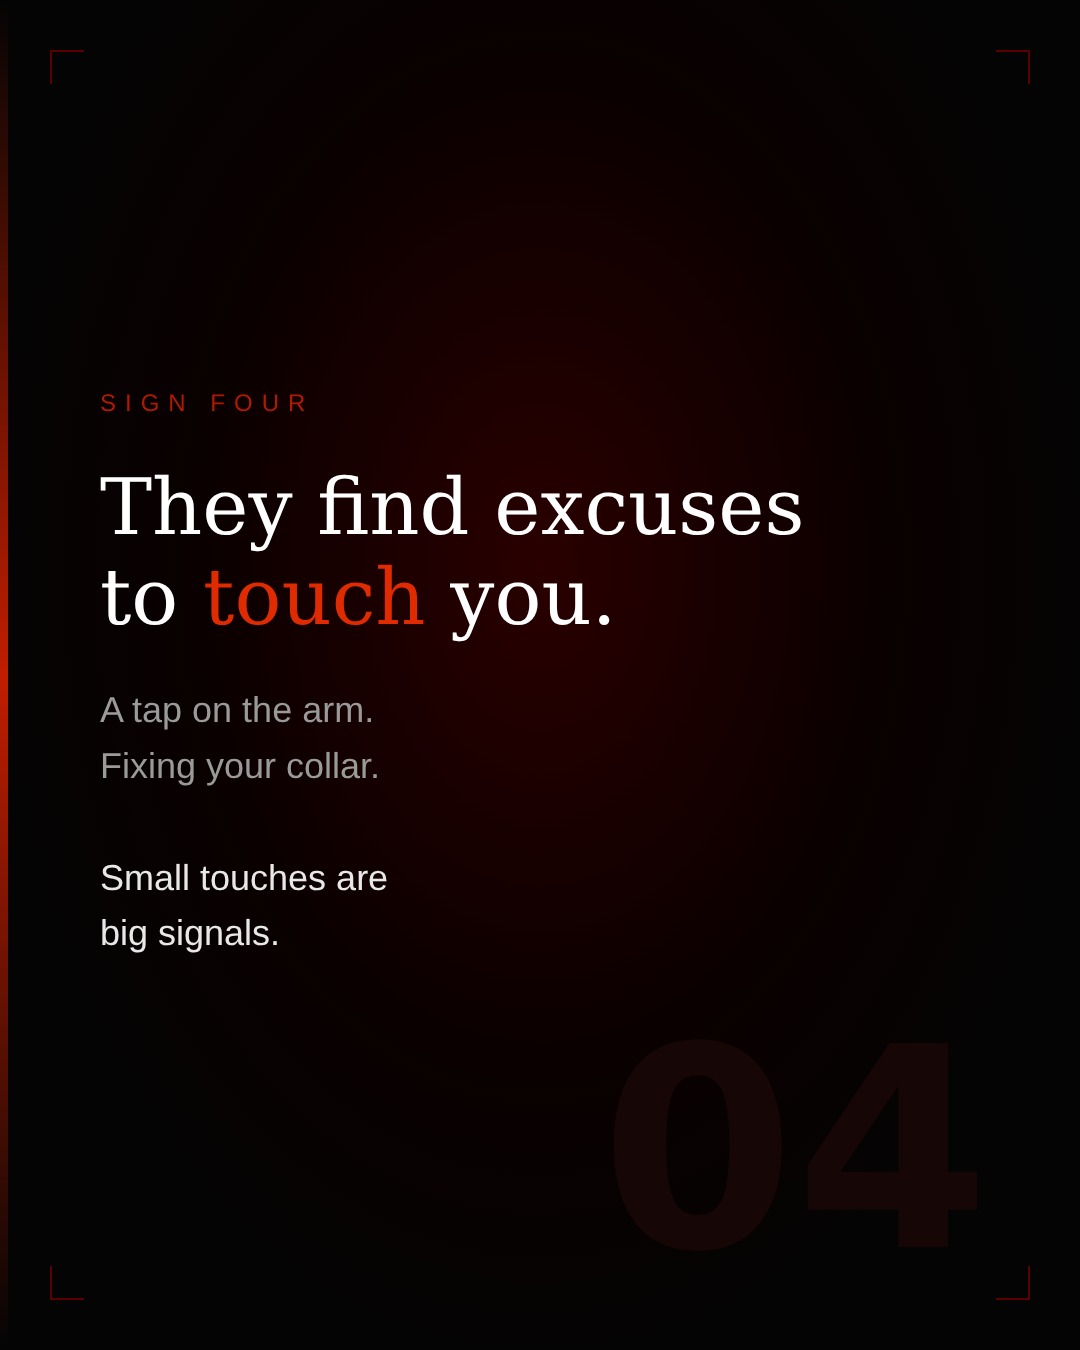 SIGN FOUR
They find excuses
to touch you.
A tap on the arm.
Fixing your collar.
Small touches are
big signals.
04